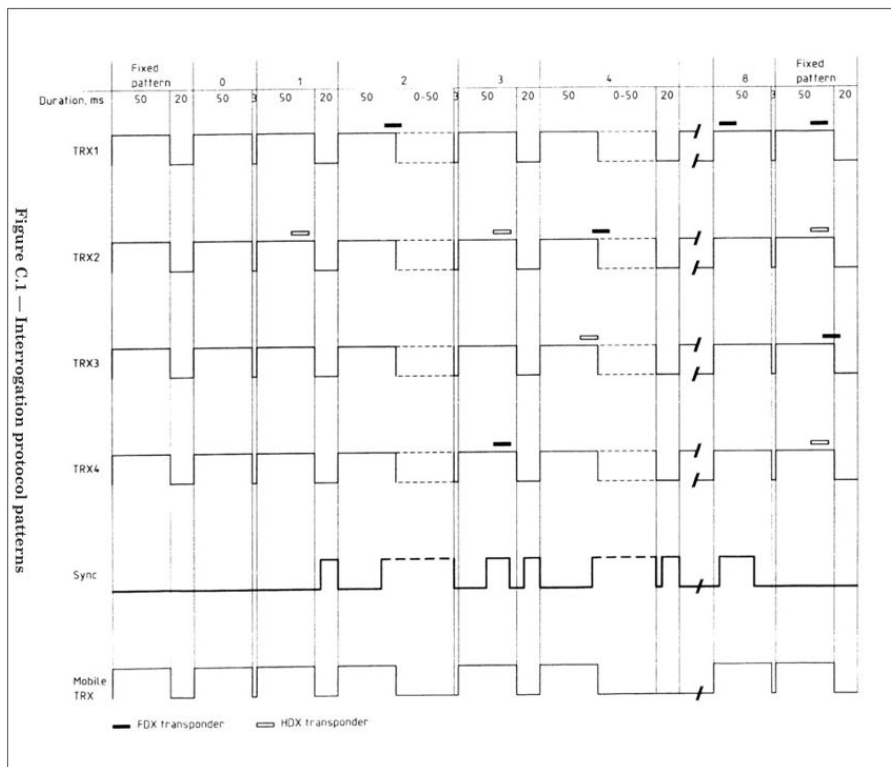 Fixed
pattern
0
1
2
3
4
8
Fixed
pattern
Duration, ms
50
20
50
3
50
20
50
0-50
3
50
20
50
0-50
20
50
3
50
20
TRX1
TRX2
TRX3
TRX4
Sync
Mobile
TRX
FDX transponder
HDX transponder
Figure C.1 — Interrogation protocol patterns